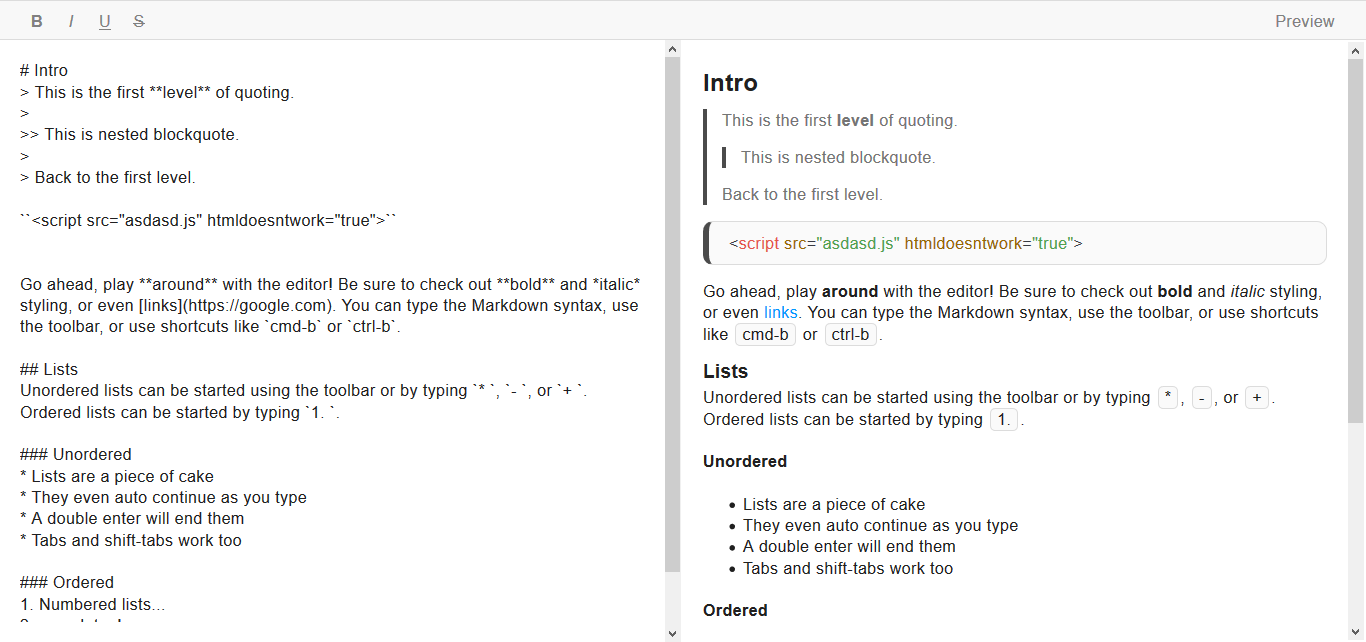 B I U S Preview
# Intro
> This is the first **level** of quoting.
>
>> This is nested blockquote.
>
> Back to the first level.
``<script src="asdasd.js" htmldoesntwork="true">``
Go ahead, play **around** with the editor! Be sure to check out **bold** and *italic*
styling, or even [links](https://google.com). You can type the Markdown syntax, use
the toolbar, or use shortcuts like `cmd-b` or `ctrl-b`.
## Lists
Unordered lists can be started using the toolbar or by typing `* `, `- `, or `+ `.
Ordered lists can be started by typing `1. `.
### Unordered
* Lists are a piece of cake
* They even auto continue as you type
* A double enter will end them
* Tabs and shift-tabs work too
### Ordered
1. Numbered lists...
Intro
This is the first level of quoting.
This is nested blockquote.
Back to the first level.
<script src="asdasd.js" htmldoesntwork="true">
Go ahead, play around with the editor! Be sure to check out bold and italic styling,
or even links. You can type the Markdown syntax, use the toolbar, or use shortcuts
like cmd-b or ctrl-b .
Lists
Unordered lists can be started using the toolbar or by typing * , - , or + .
Ordered lists can be started by typing 1. .
Unordered
• Lists are a piece of cake
• They even auto continue as you type
• A double enter will end them
• Tabs and shift-tabs work too
Ordered